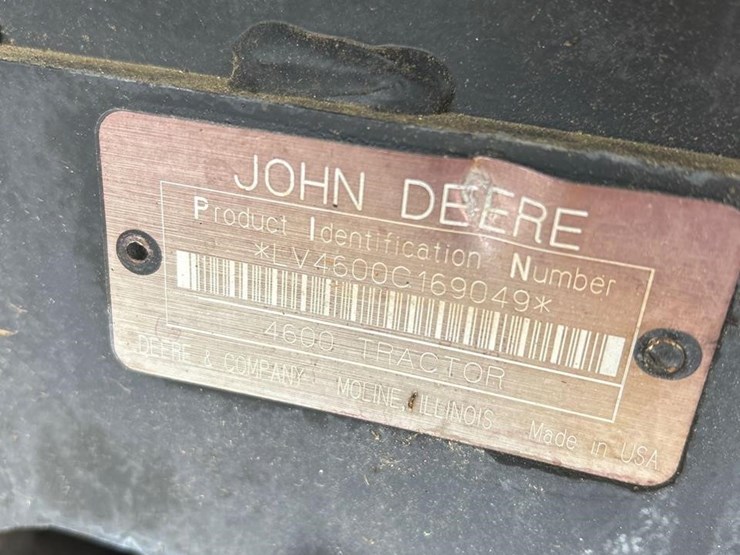 JOHN DEERE
Product Identification Number
*LV4600C169049*
4600 TRACTOR
DEERE & COMPANY MOLINE, ILLINOIS Made in USA